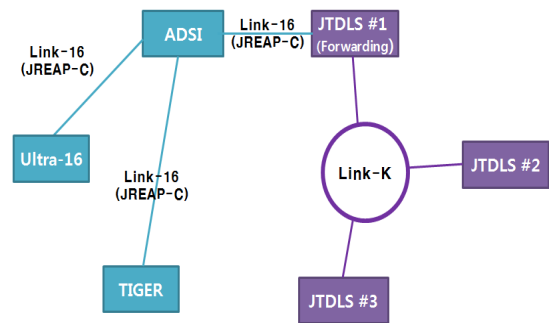 ADSI
Link-16
(JREAP-C)
JTDLS #1
(Forwarding)
Link-16
(JREAP-C)
Ultra-16
Link-K
JTDLS #2
Link-16
(JREAP-C)
TIGER
JTDLS #3